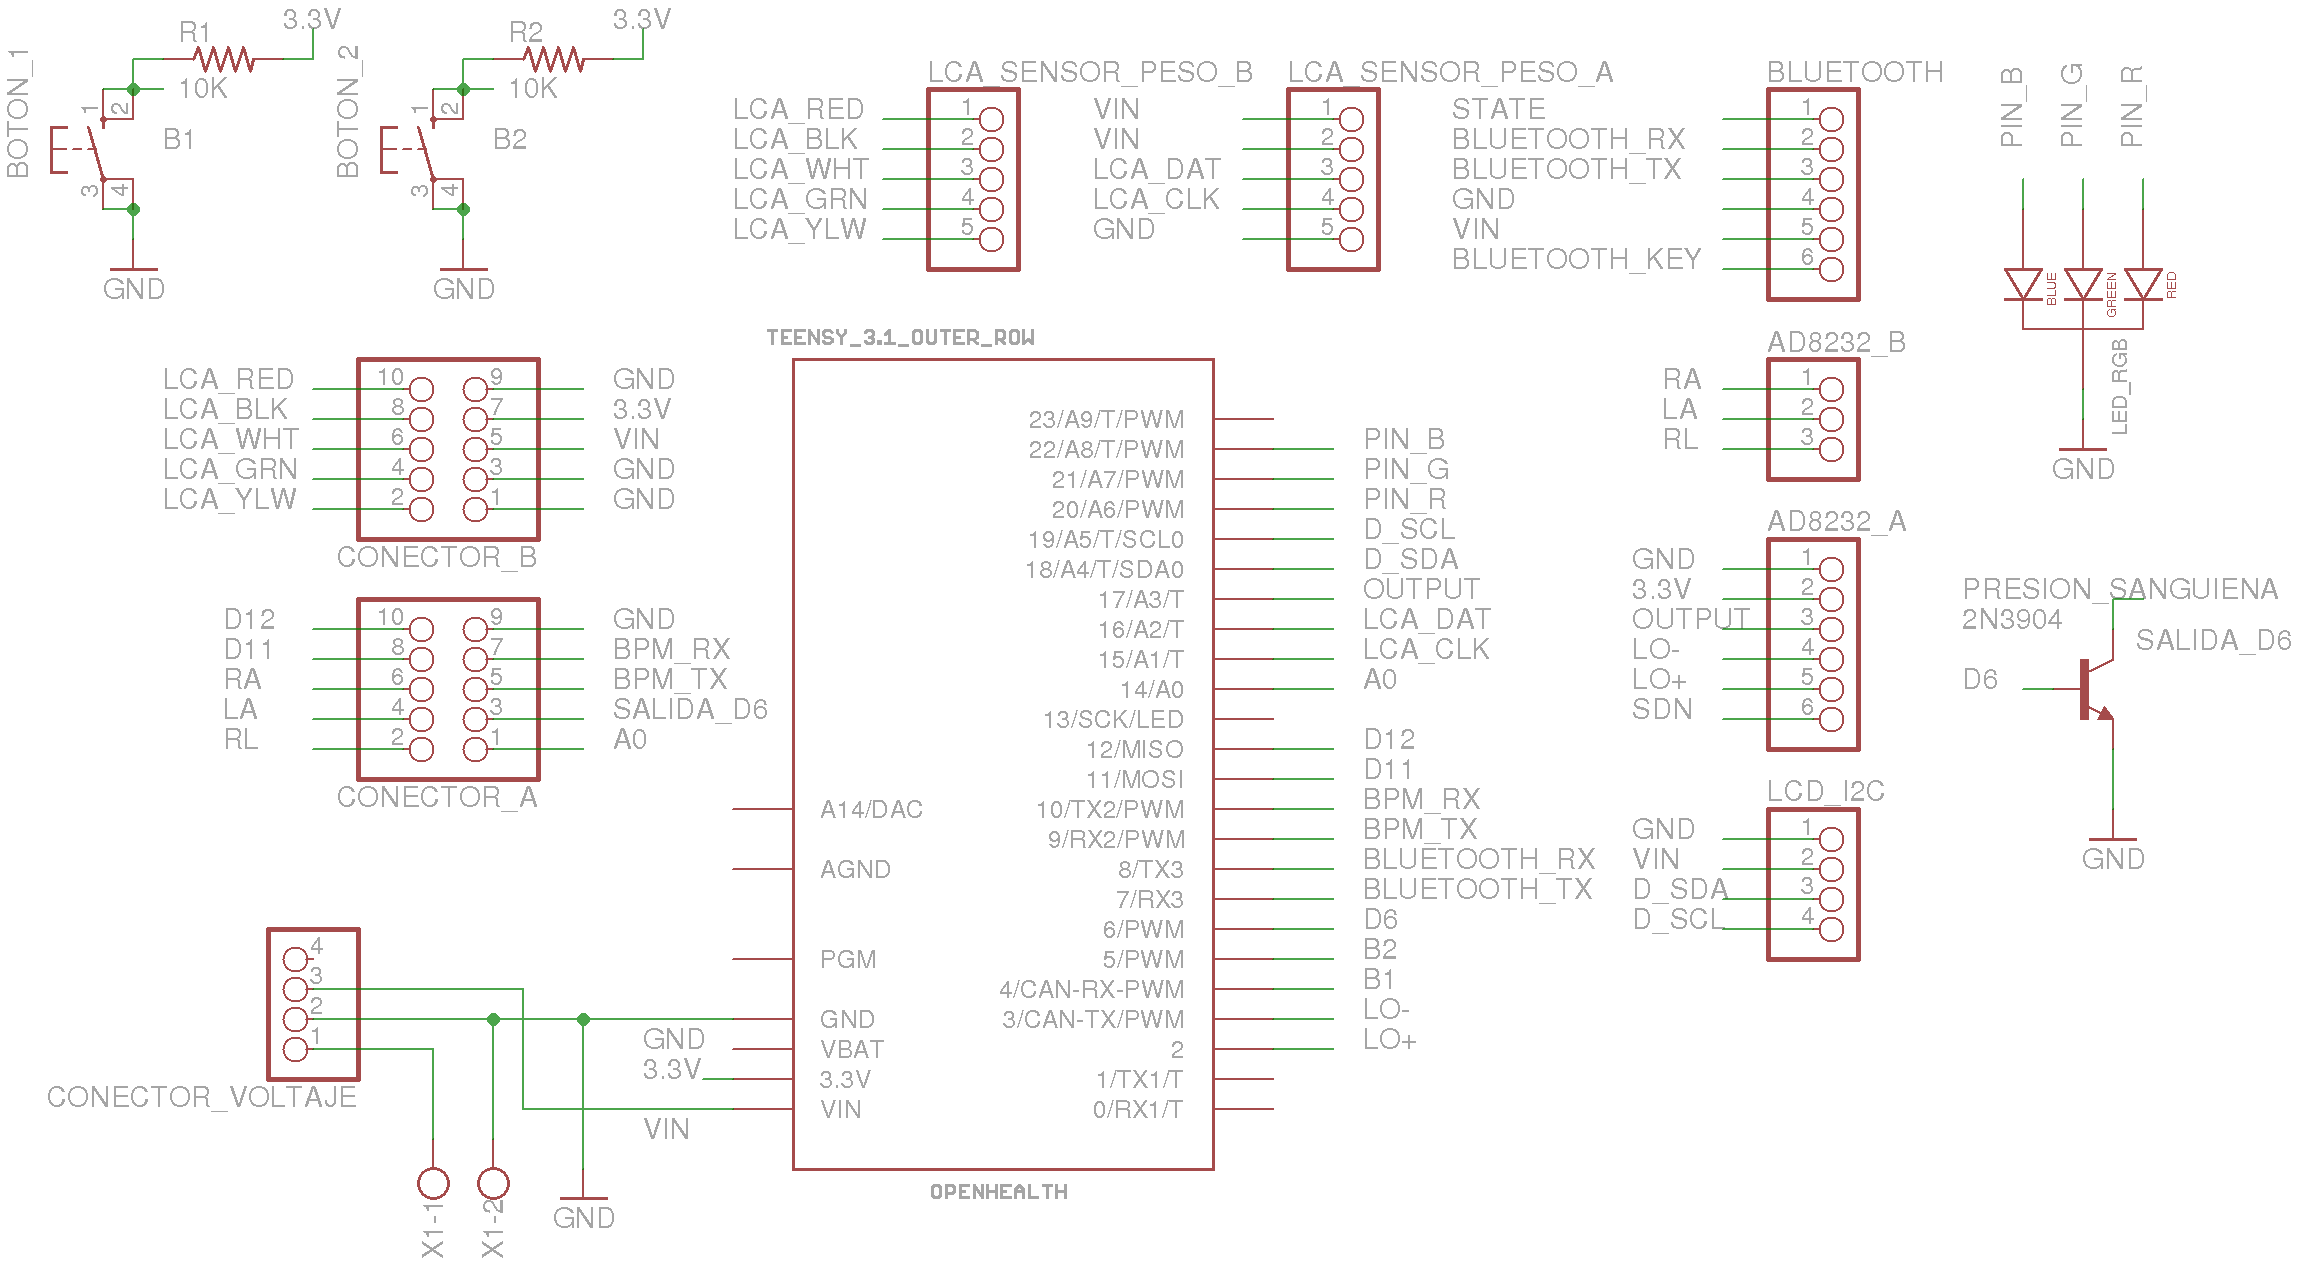 R1
3.3V
10K
BOTON_1
1
2
3
4
B1
GND
R2
3.3V
10K
BOTON_2
1
2
3
4
B2
GND
LCA_SENSOR_PESO_B
LCA_RED 1
LCA_BLK 2
LCA_WHT 3
LCA_GRN 4
LCA_YLW 5
LCA_SENSOR_PESO_A
VIN 1
VIN 2
LCA_DAT 3
LCA_CLK 4
GND 5
BLUETOOTH
STATE 1
BLUETOOTH_RX 2
BLUETOOTH_TX 3
GND 4
VIN 5
BLUETOOTH_KEY 6
PIN_B
PIN_G
PIN_R
BLUE
GREEN
RED
LED_RGB
GND
LCA_RED 10 9 GND
LCA_BLK 8 7 3.3V
LCA_WHT 6 5 VIN
LCA_GRN 4 3 GND
LCA_YLW 2 1 GND
CONECTOR_B
D12 10 9 GND
D11 8 7 BPM_RX
RA 6 5 BPM_TX
LA 4 3 SALIDA_D6
RL 2 1 A0
CONECTOR_A
4
3
2
1
CONECTOR_VOLTAJE
X1-1
X1-2
GND
TEENSY_3.1_OUTER_ROW
A14/DAC
AGND
PGM
GND
GND
VBAT
3.3V
3.3V
VIN
VIN
23/A9/T/PWM
22/A8/T/PWM PIN_B
21/A7/PWM PIN_G
20/A6/PWM PIN_R
19/A5/T/SCL0 D_SCL
18/A4/T/SDA0 D_SDA
17/A3/T OUTPUT
16/A2/T LCA_DAT
15/A1/T LCA_CLK
14/A0 A0
13/SCK/LED
12/MISO D12
11/MOSI D11
10/TX2/PWM BPM_RX
9/RX2/PWM BPM_TX
8/TX3 BLUETOOTH_RX
7/RX3 BLUETOOTH_TX
6/PWM D6
5/PWM B2
4/CAN-RX-PWM B1
3/CAN-TX/PWM LO-
2 LO+
1/TX1/T
0/RX1/T
OPENHEALTH
AD8232_B
RA 1
LA 2
RL 3
AD8232_A
GND 1
3.3V 2
OUTPUT 3
LO- 4
LO+ 5
SDN 6
LCD_I2C
GND 1
VIN 2
D_SDA 3
D_SCL 4
PRESION_SANGUIENA
2N3904
SALIDA_D6
D6
GND